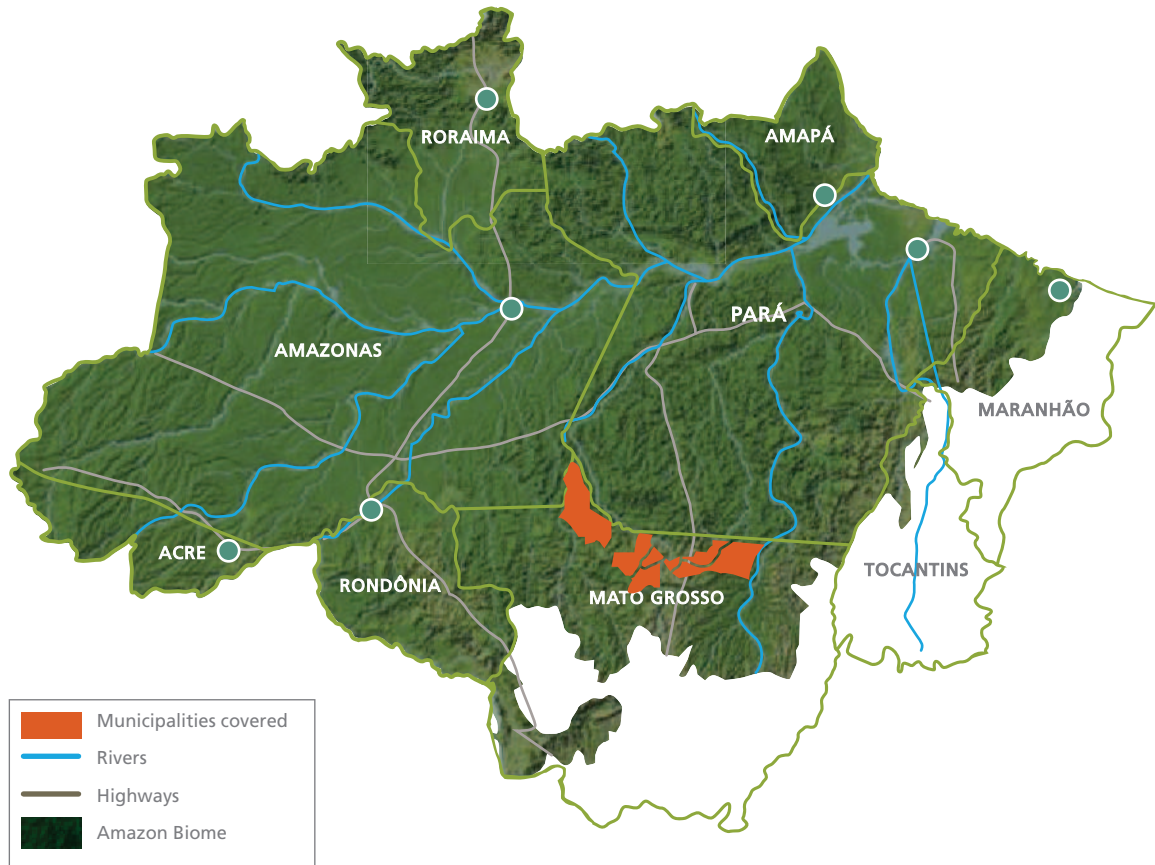 RORAIMA
AMAPÁ
PARÁ
AMAZONAS
MARANHÃO
ACRE
TOCANTINS
RONDÔNIA
MATO GROSSO
Municipalities covered
Rivers
Highways
Amazon Biome